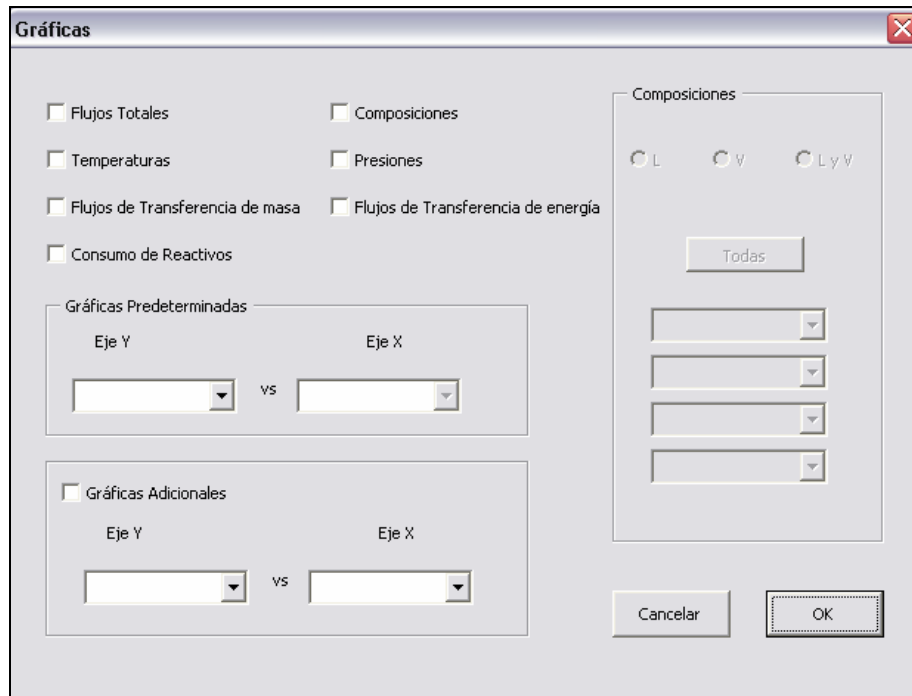 Gráficas
Flujos Totales
Composiciones
Temperaturas
Presiones
Flujos de Transferencia de masa
Flujos de Transferencia de energía
Consumo de Reactivos
Gráficas Predeterminadas
Eje Y
Eje X
vs
Gráficas Adicionales
Eje Y
Eje X
vs
Composiciones
L
V
L y V
Todas
Cancelar
OK